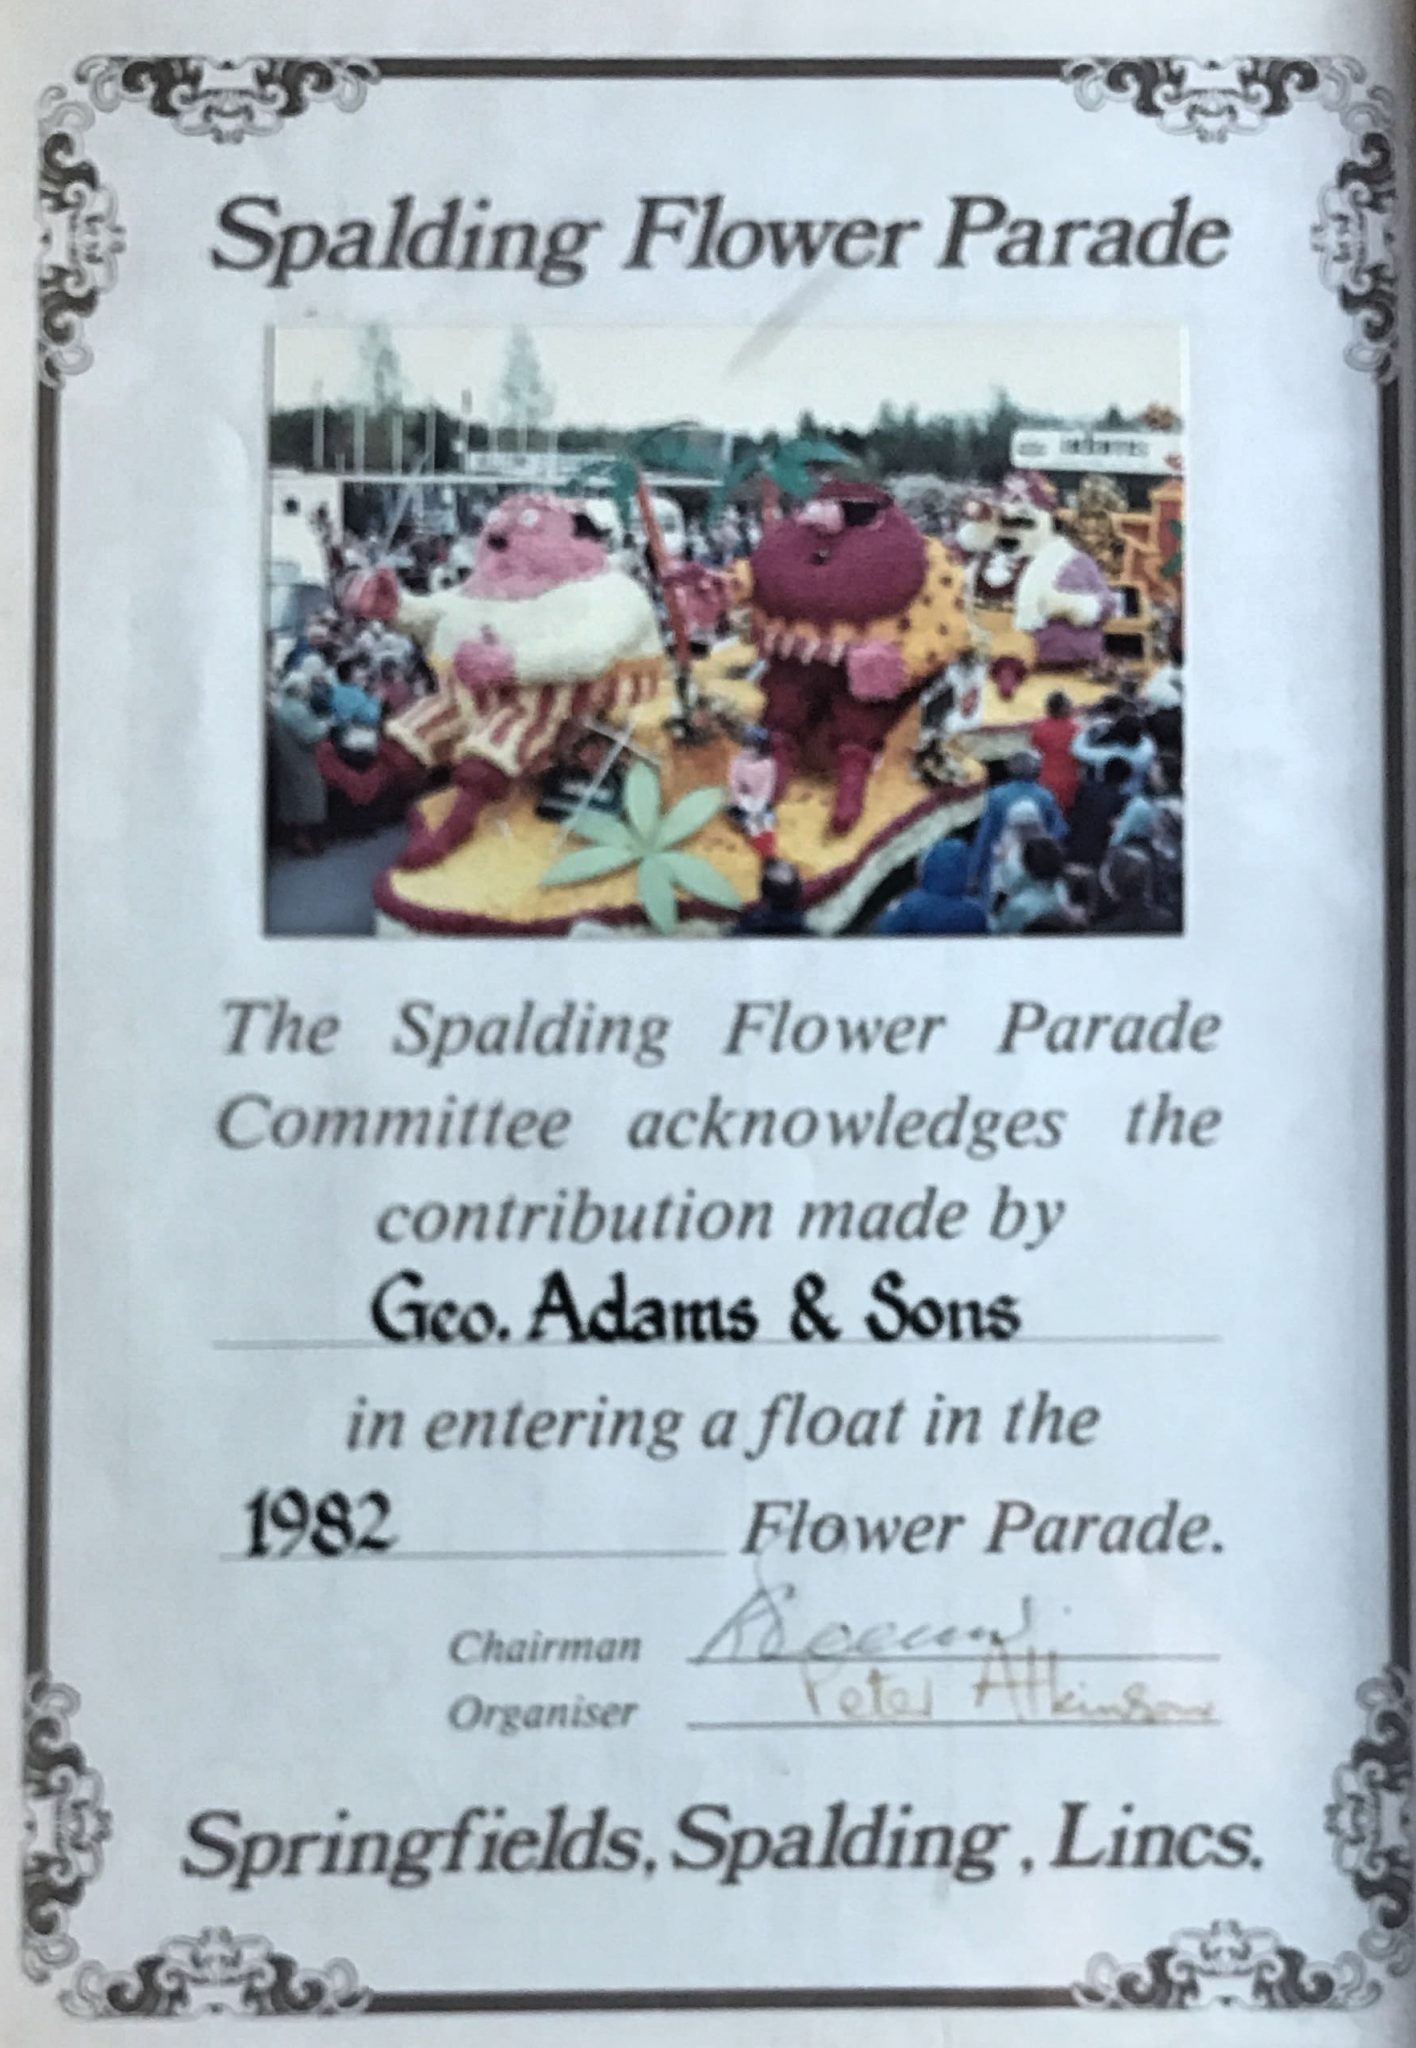 Spalding Flower Parade
The Spalding Flower Parade
Committee acknowledges the
contribution made by
Geo. Adams & Sons
in entering a float in the
1982 Flower Parade.
Chairman
Organiser Peter Atkinson
Springfields, Spalding, Lincs.